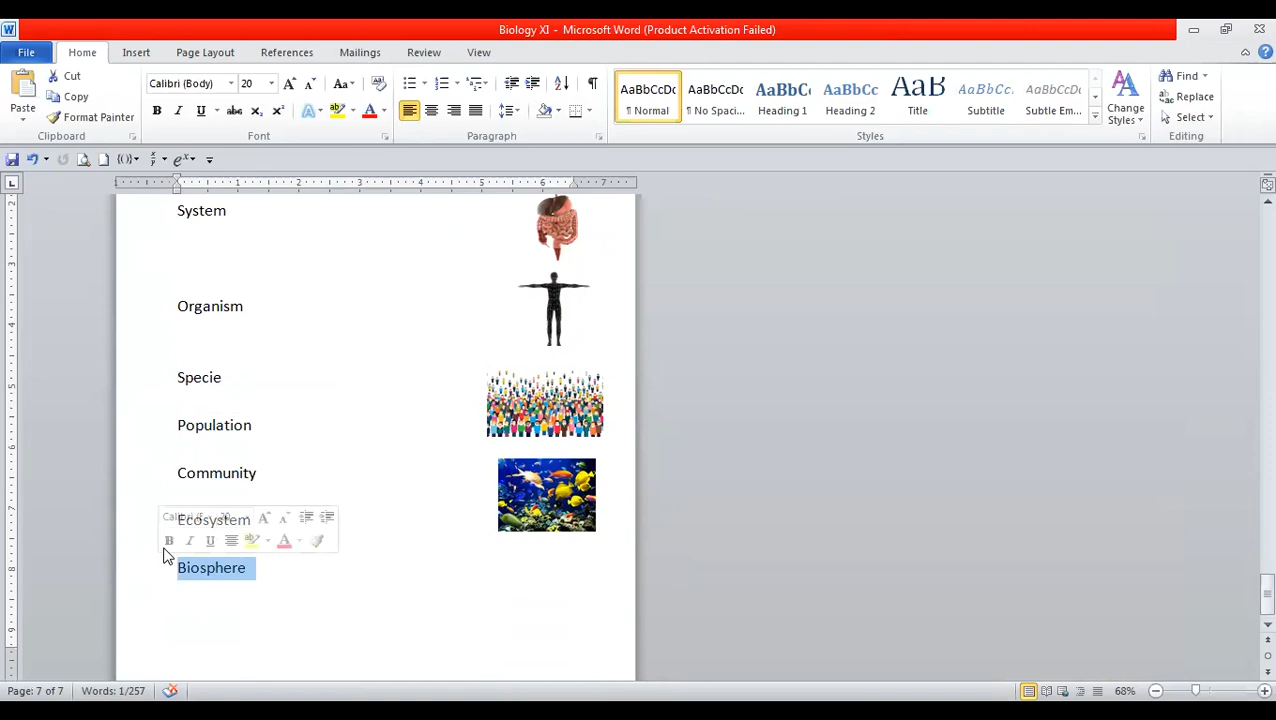 Biology XI - Microsoft Word (Product Activation Failed)
File Home Insert Page Layout References Mailings Review View
Cut
Copy
Format Painter
Paste
Clipboard
Calibri (Body) 20
Font
Paragraph
AaBbCcDc AaBbCcDc AaBbCc AaBbCc AaB AaBbCc. AaBbCcDc
¶ Normal ¶ No Spaci... Heading 1 Heading 2 Title Subtitle Subtle Em...
Change Styles
Styles
Find
Replace
Select
Editing
System
Organism
Specie
Population
Community
Ecosystem
Biosphere
Page: 7 of 7 Words: 1/257 68%